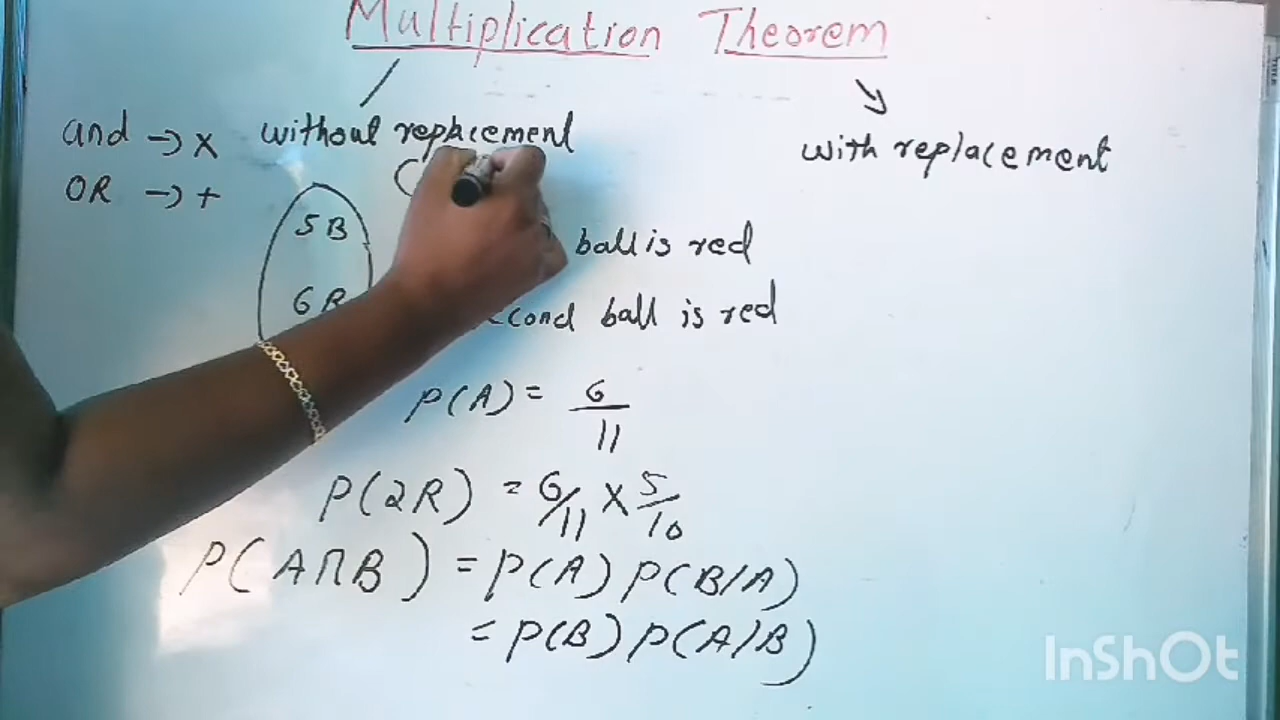 Multiplication Theorem
and → × without replacement
with replacement
OR → +
(
5B
ball is red
6R
ball is red
P(A) = 6/11
P(2R) = 6/11 × 5/10
P(A∩B) = P(A) P(B/A)
= P(B) P(A/B)
InShOt